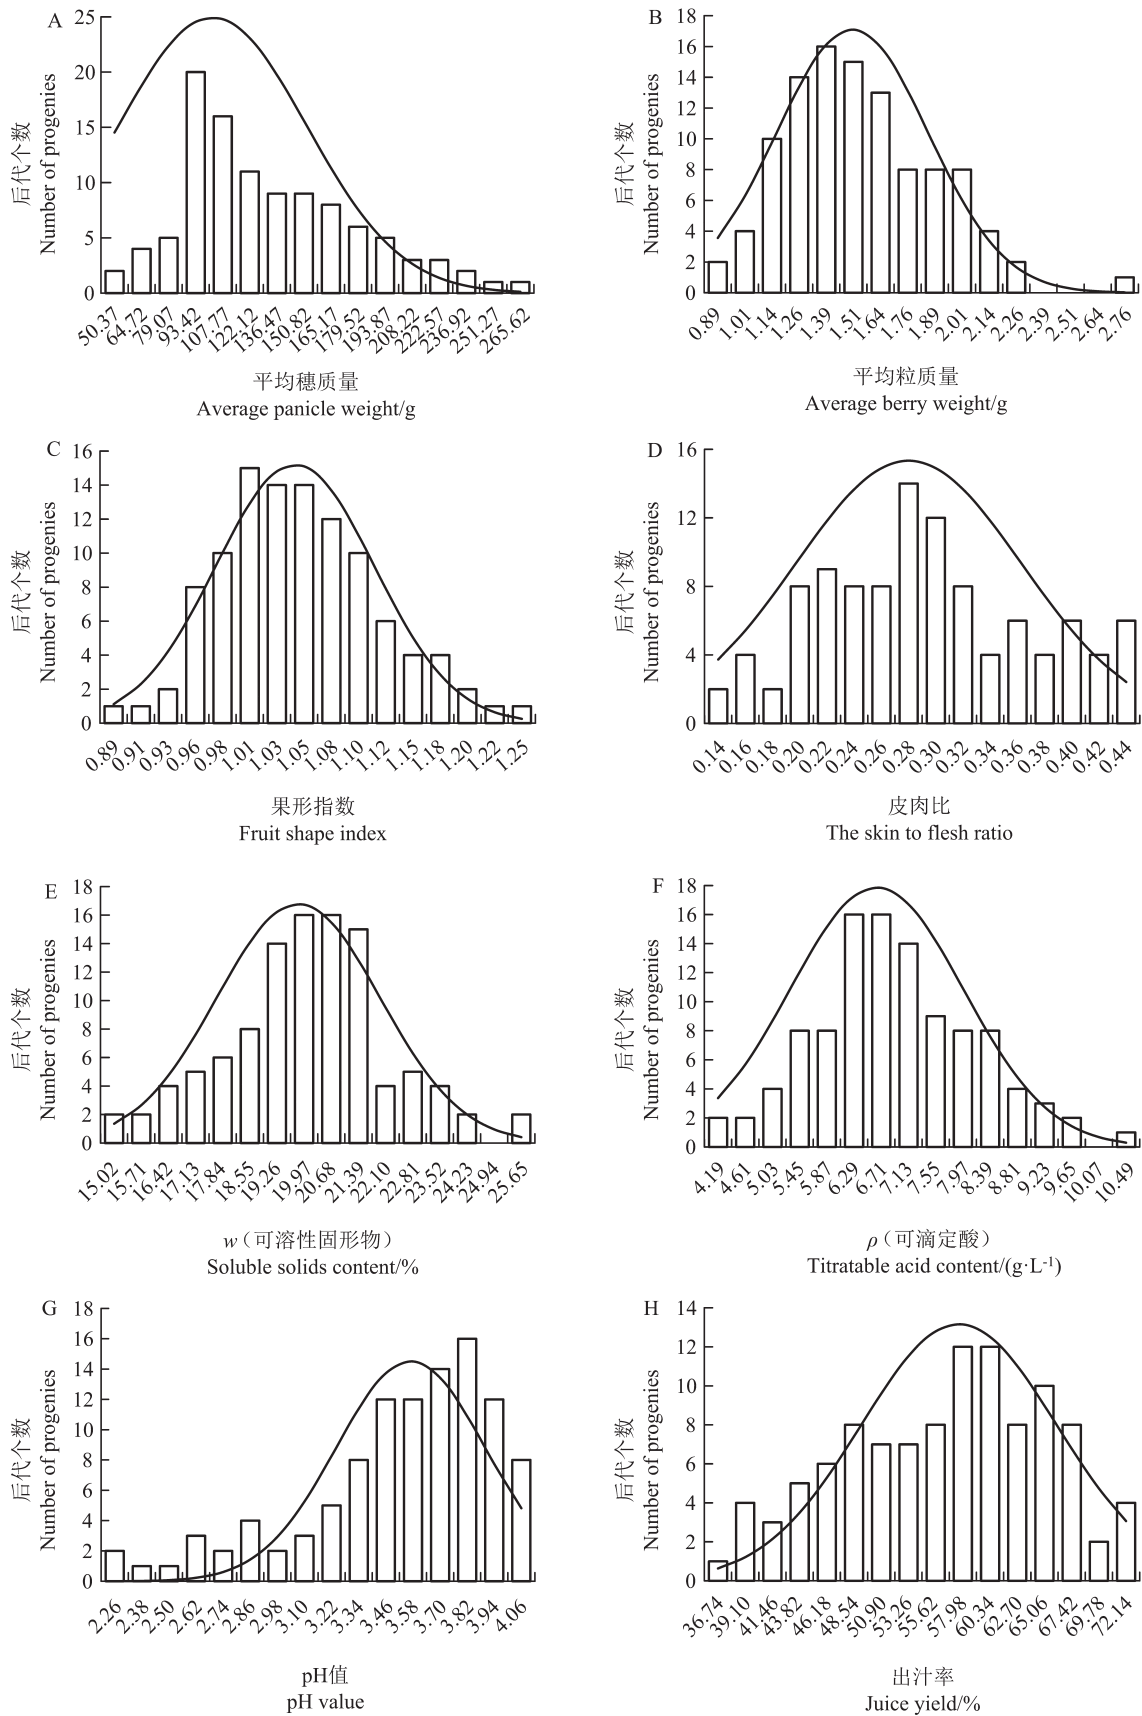 A
25
20
15
10
5
0
后代个数
Number of progenies
50.37 64.72 79.07 93.42 107.77 122.12 136.47 150.82 165.17 179.52 193.87 208.22 222.57 236.92 251.27 265.62
平均穗质量
Average panicle weight/g
B
18
16
14
12
10
8
6
4
2
0
后代个数
Number of progenies
0.89 1.01 1.14 1.26 1.39 1.51 1.64 1.76 1.89 2.01 2.14 2.26 2.39 2.51 2.64 2.76
平均粒质量
Average berry weight/g
C
16
14
12
10
8
6
4
2
0
后代个数
Number of progenies
0.89 0.91 0.93 0.96 0.98 1.01 1.03 1.05 1.08 1.10 1.12 1.15 1.18 1.20 1.22 1.25
果形指数
Fruit shape index
D
16
12
8
4
0
后代个数
Number of progenies
0.14 0.16 0.18 0.20 0.22 0.24 0.26 0.28 0.30 0.32 0.34 0.36 0.38 0.40 0.42 0.44
皮肉比
The skin to flesh ratio
E
18
16
14
12
10
8
6
4
2
0
后代个数
Number of progenies
15.02 15.71 16.42 17.13 17.84 18.55 19.26 19.97 20.68 21.39 22.10 22.81 23.52 24.23 24.94 25.65
w（可溶性固形物）
Soluble solids content/%
F
18
16
14
12
10
8
6
4
2
0
后代个数
Number of progenies
4.19 4.61 5.03 5.45 5.87 6.29 6.71 7.13 7.55 7.97 8.39 8.81 9.23 9.65 10.07 10.49
ρ（可滴定酸）
Titratable acid content/(g·L⁻¹)
G
18
16
14
12
10
8
6
4
2
0
后代个数
Number of progenies
2.26 2.38 2.50 2.62 2.74 2.86 2.98 3.10 3.22 3.34 3.46 3.58 3.70 3.82 3.94 4.06
pH值
pH value
H
14
12
10
8
6
4
2
0
后代个数
Number of progenies
36.74 39.10 41.46 43.82 46.18 48.54 50.90 53.26 55.62 57.98 60.34 62.70 65.06 67.42 69.78 72.14
出汁率
Juice yield/%